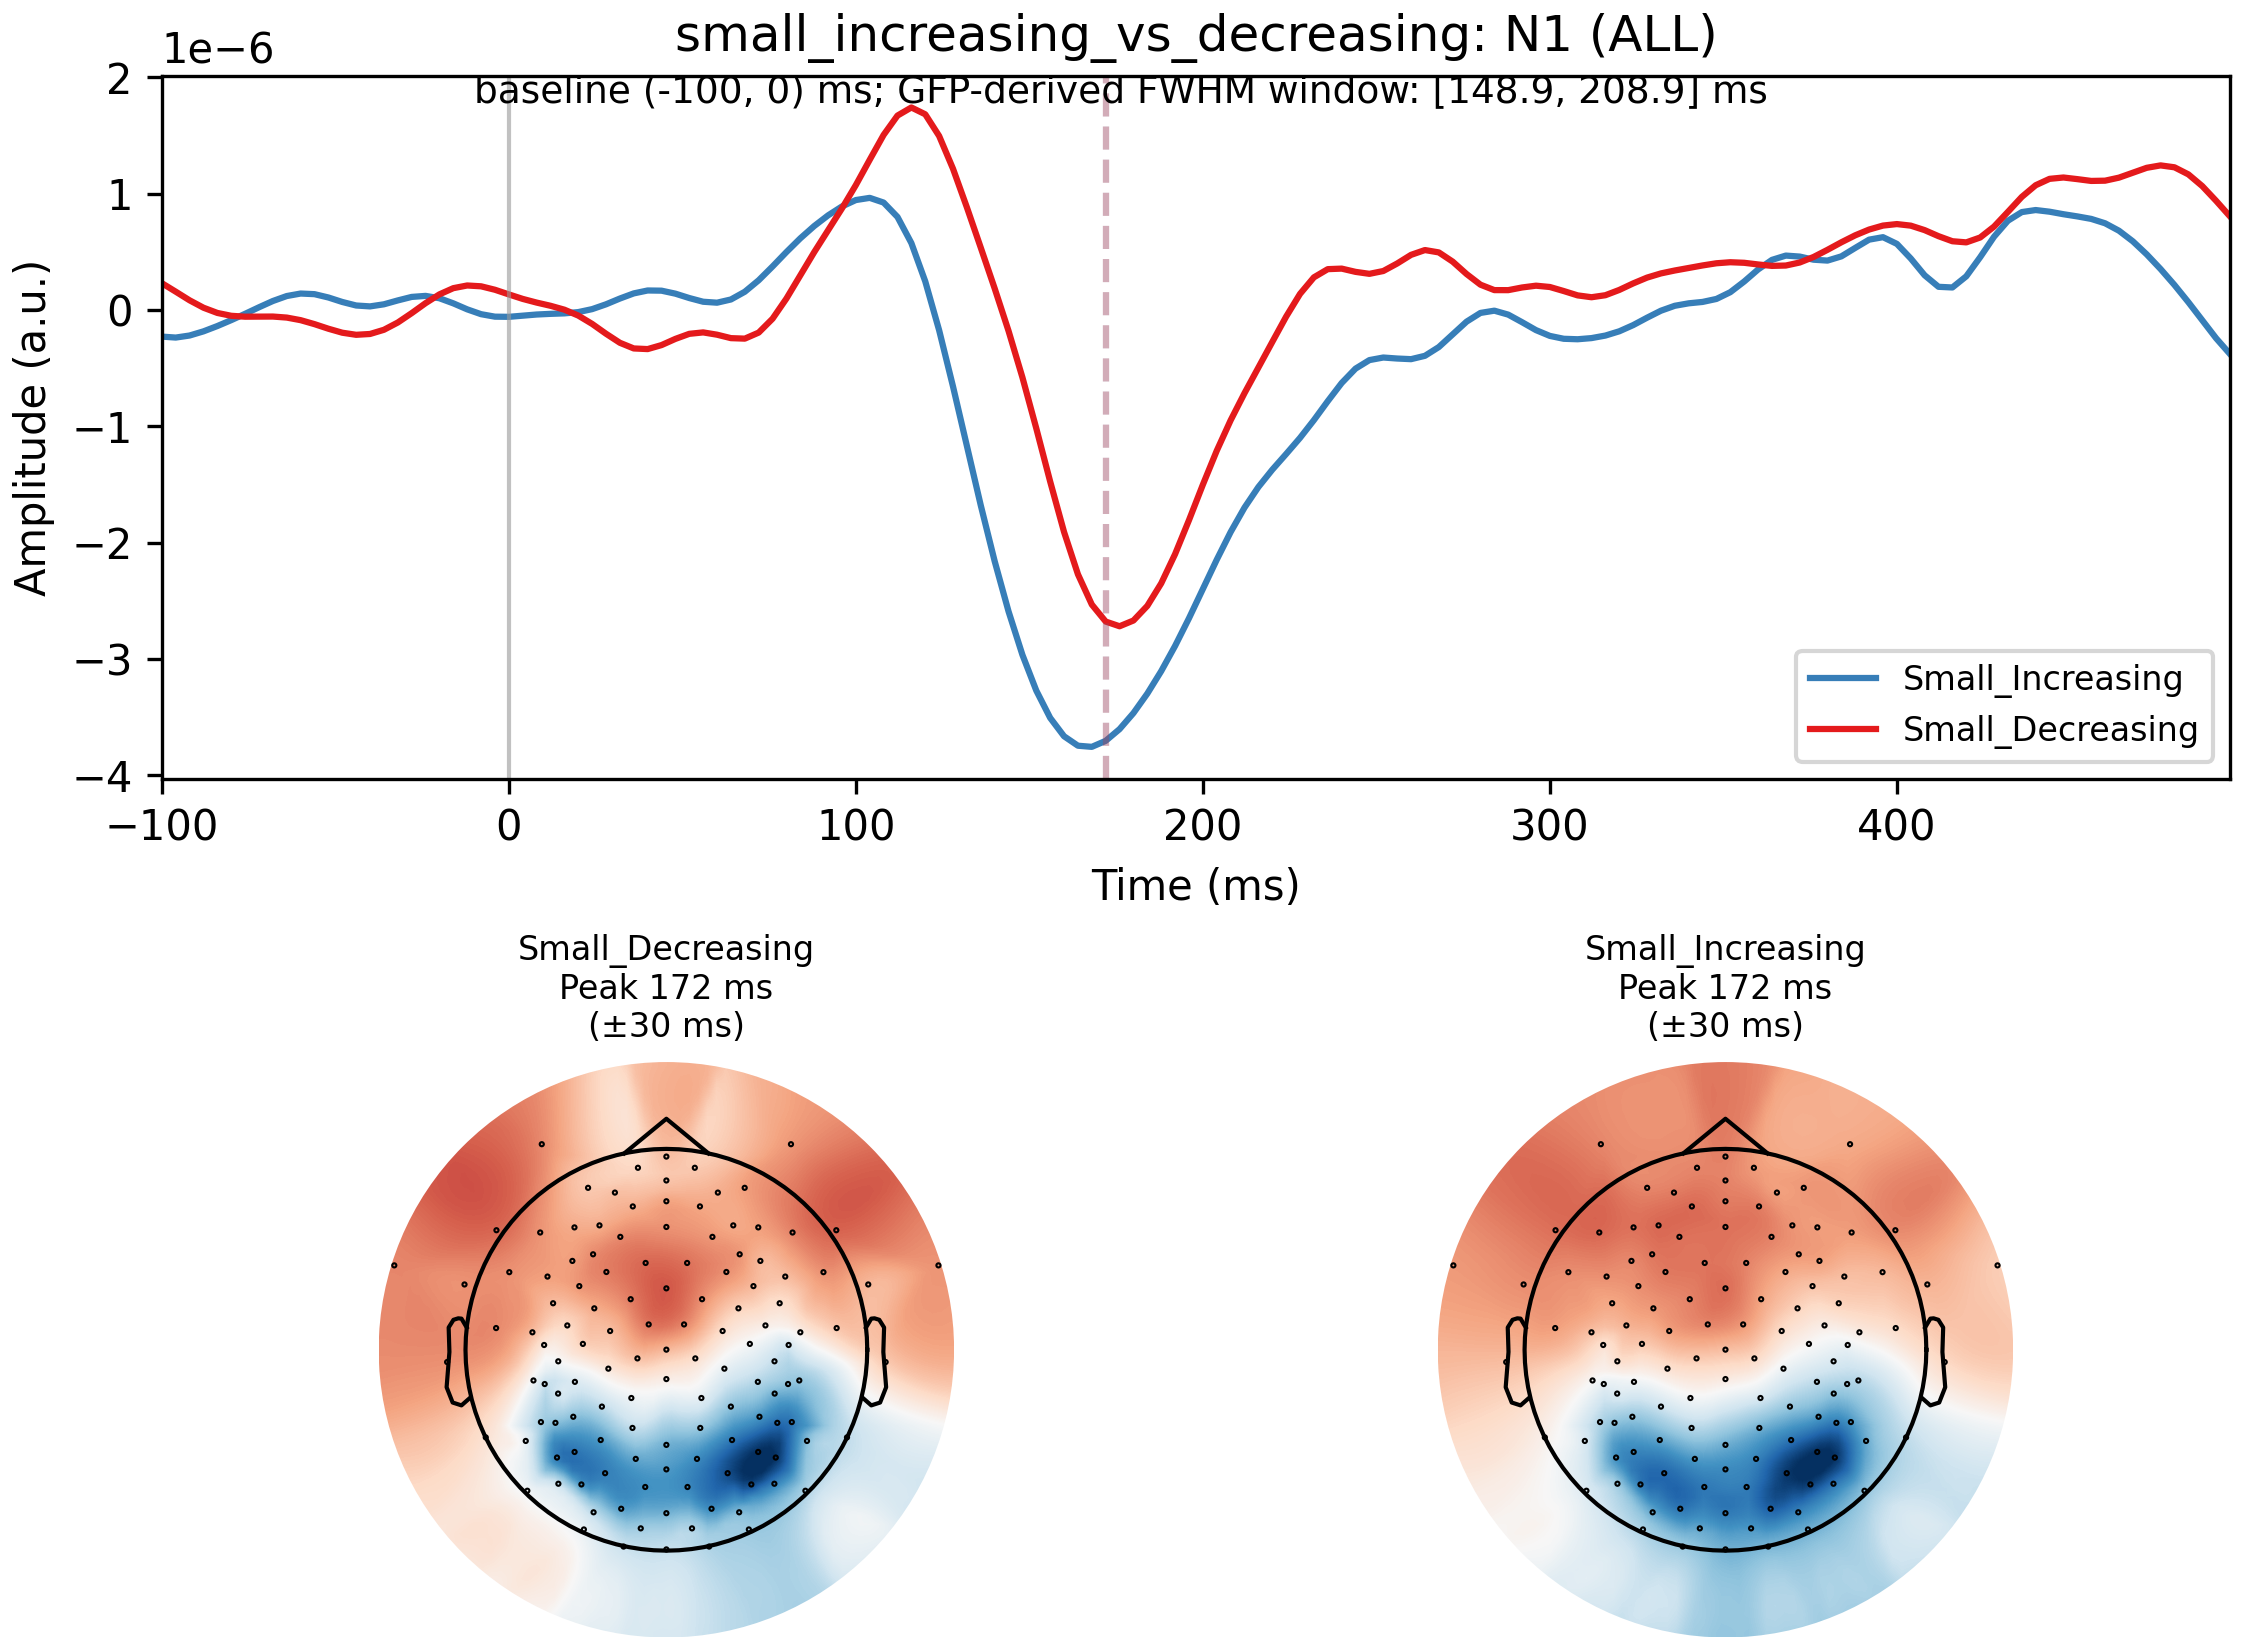 small_increasing_vs_decreasing: N1 (ALL)
1e−6
baseline (-100, 0) ms; GFP-derived FWHM window: [148.9, 208.9] ms
2
1
0
−1
−2
−3
−4
Amplitude (a.u.)
Small_Increasing
Small_Decreasing
−100
0
100
200
300
400
Time (ms)
Small_Decreasing
Peak 172 ms
(±30 ms)
Small_Increasing
Peak 172 ms
(±30 ms)